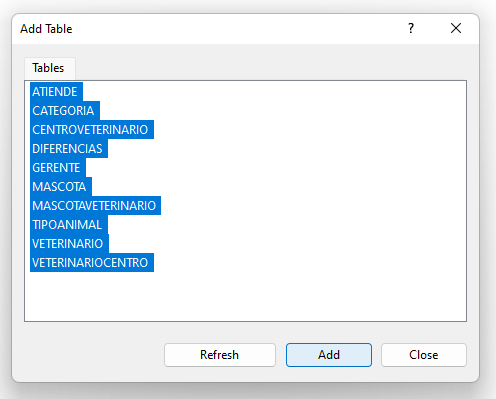 Add Table
?
Tables
ATIENDE
CATEGORIA
CENTROVETERINARIO
DIFERENCIAS
GERENTE
MASCOTA
MASCOTAVETERINARIO
TIPOANIMAL
VETERINARIO
VETERINARIOCENTRO
Refresh Add Close